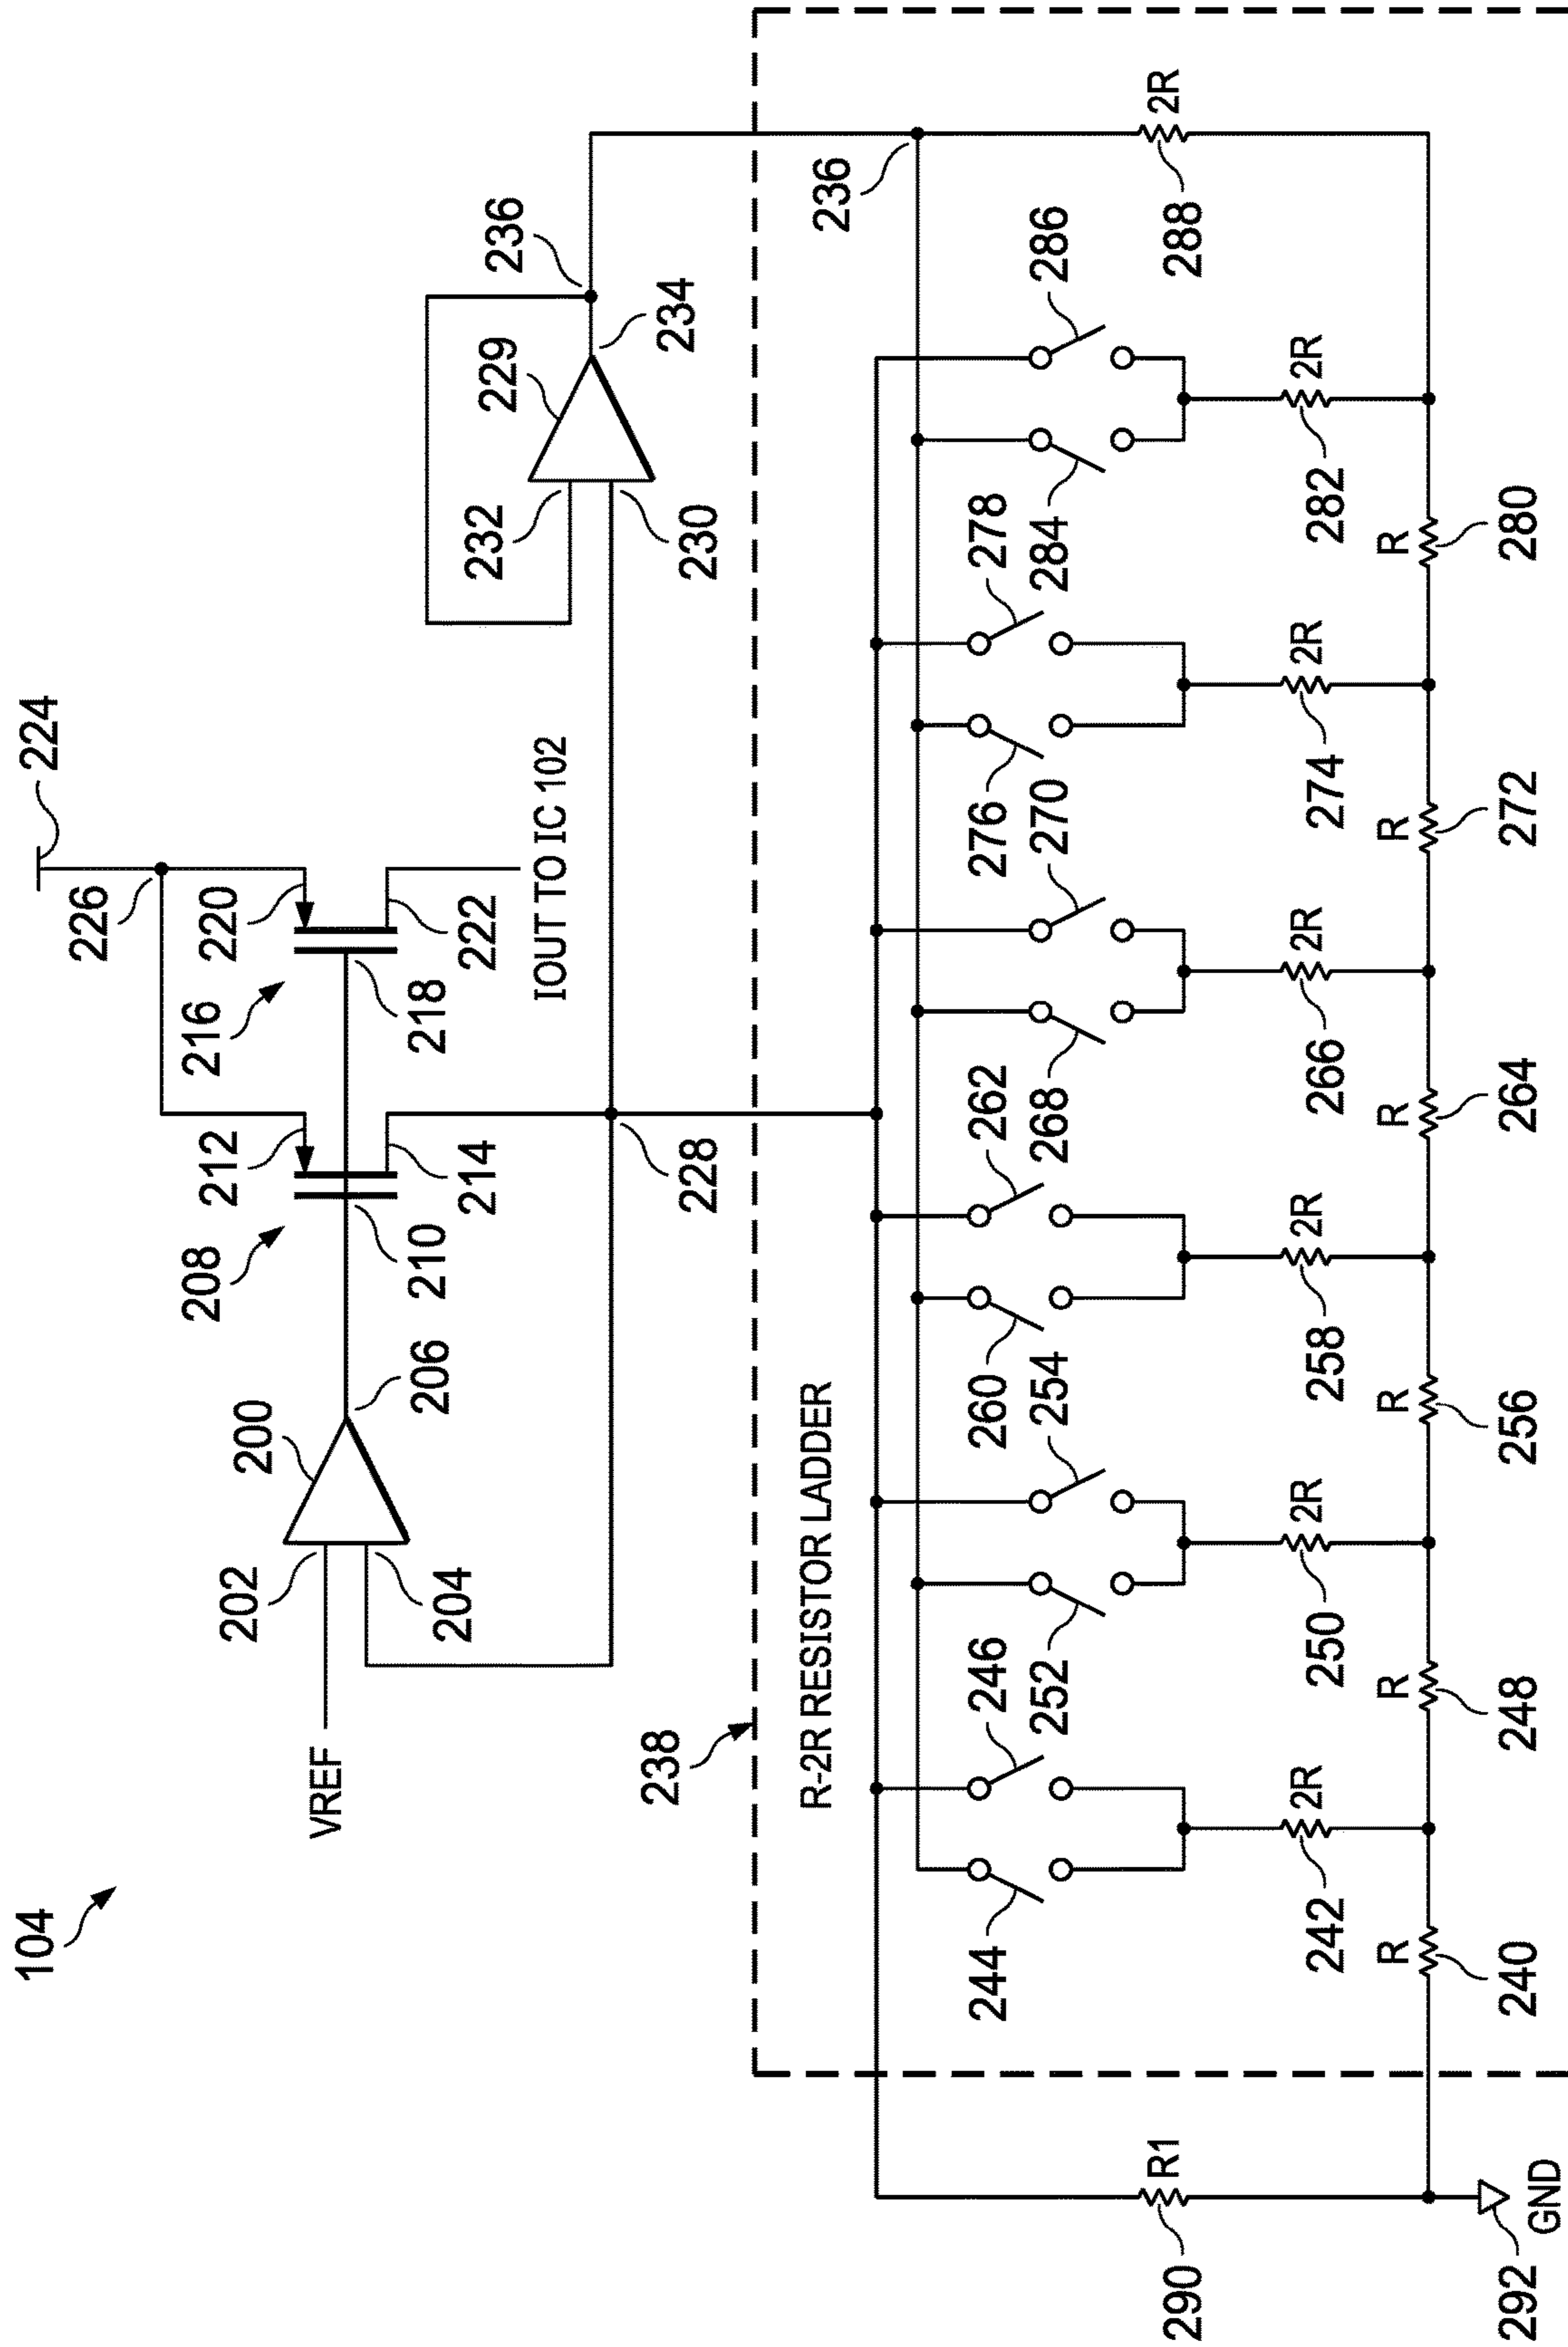 104
VREF
202
204
200
206
208
210
212
214
216
218
220
222
224
226
IOUT TO IC 102
228
229
230
232
234
236
238
R-2R RESISTOR LADDER
236
244
246
252
254
260
262
268
270
276
278
284
286
290
R1
242
2R
250
2R
258
2R
266
2R
274
2R
282
2R
288
2R
R
R
R
R
R
R
240
248
256
264
272
280
292
GND